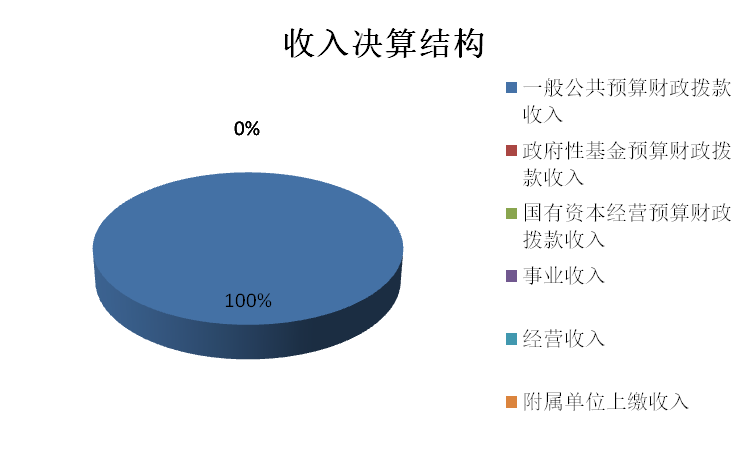 收入决算结构
0%
100%
一般公共预算财政拨款
收入
政府性基金预算财政拨
款收入
国有资本经营预算财政
拨款收入
事业收入
经营收入
附属单位上缴收入